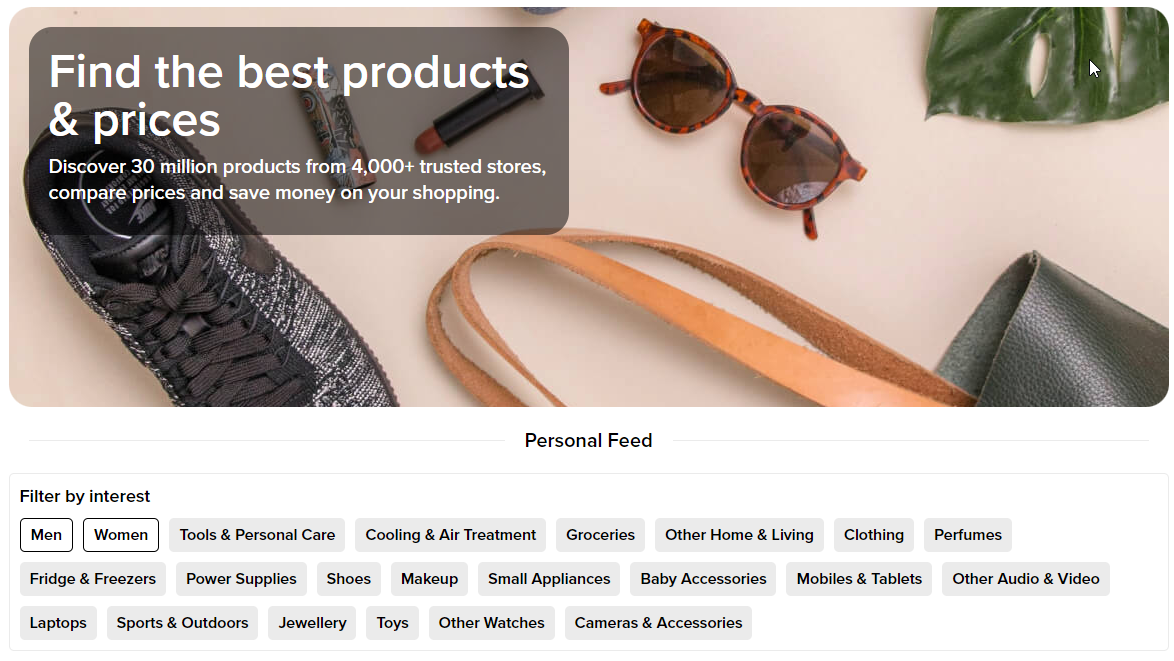 Find the best products
& prices
Discover 30 million products from 4,000+ trusted stores,
compare prices and save money on your shopping.
Personal Feed
Filter by interest
Men Women Tools & Personal Care Cooling & Air Treatment Groceries Other Home & Living Clothing Perfumes
Fridge & Freezers Power Supplies Shoes Makeup Small Appliances Baby Accessories Mobiles & Tablets Other Audio & Video
Laptops Sports & Outdoors Jewellery Toys Other Watches Cameras & Accessories